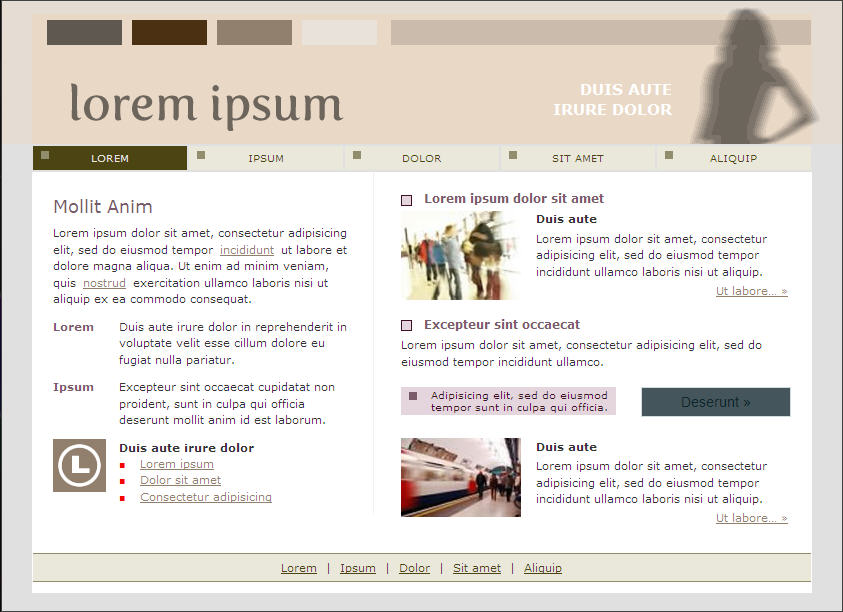 lorem ipsum
DUIS AUTE
IRURE DOLOR
LOREM
IPSUM
DOLOR
SIT AMET
ALIQUIP
Mollit Anim
Lorem ipsum dolor sit amet, consectetur adipisicing
elit, sed do eiusmod tempor incididunt ut labore et
dolore magna aliqua. Ut enim ad minim veniam,
quis nostrud exercitation ullamco laboris nisi ut
aliquip ex ea commodo consequat.
Lorem
Duis aute irure dolor in reprehenderit in
voluptate velit esse cillum dolore eu
fugiat nulla pariatur.
Ipsum
Excepteur sint occaecat cupidatat non
proident, sunt in culpa qui officia
deserunt mollit anim id est laborum.
L
Duis aute irure dolor
Lorem ipsum
Dolor sit amet
Consectetur adipisicing
Lorem ipsum dolor sit amet
Duis aute
Lorem ipsum dolor sit amet, consectetur
adipisicing elit, sed do eiusmod tempor
incididunt ullamco laboris nisi ut aliquip.
Ut labore... »
Excepteur sint occaecat
Lorem ipsum dolor sit amet, consectetur adipisicing elit, sed do
eiusmod tempor incididunt ullamco.
Adipisicing elit, sed do eiusmod
tempor sunt in culpa qui officia.
Deserunt »
Duis aute
Lorem ipsum dolor sit amet, consectetur
adipisicing elit, sed do eiusmod tempor
incididunt ullamco laboris nisi ut aliquip.
Ut labore... »
Lorem | Ipsum | Dolor | Sit amet | Aliquip